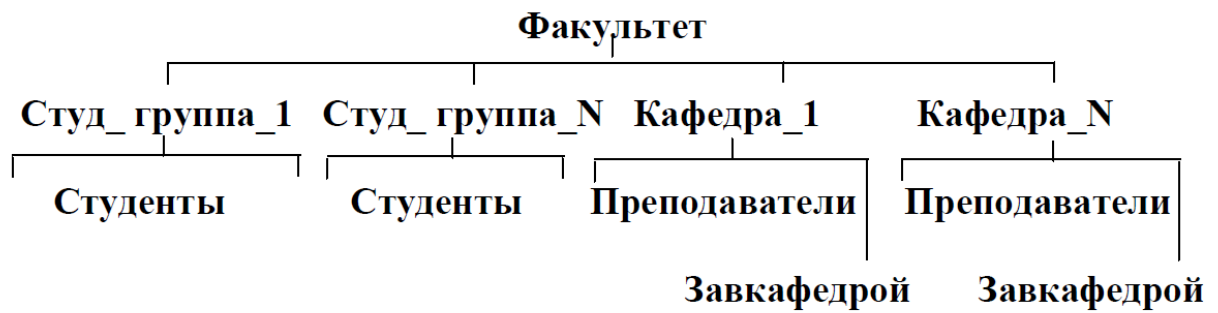 Факультет
Студ_ группа_1 Студ_ группа_N Кафедра_1 Кафедра_N
Студенты Студенты Преподаватели Преподаватели
Завкафедрой Завкафедрой